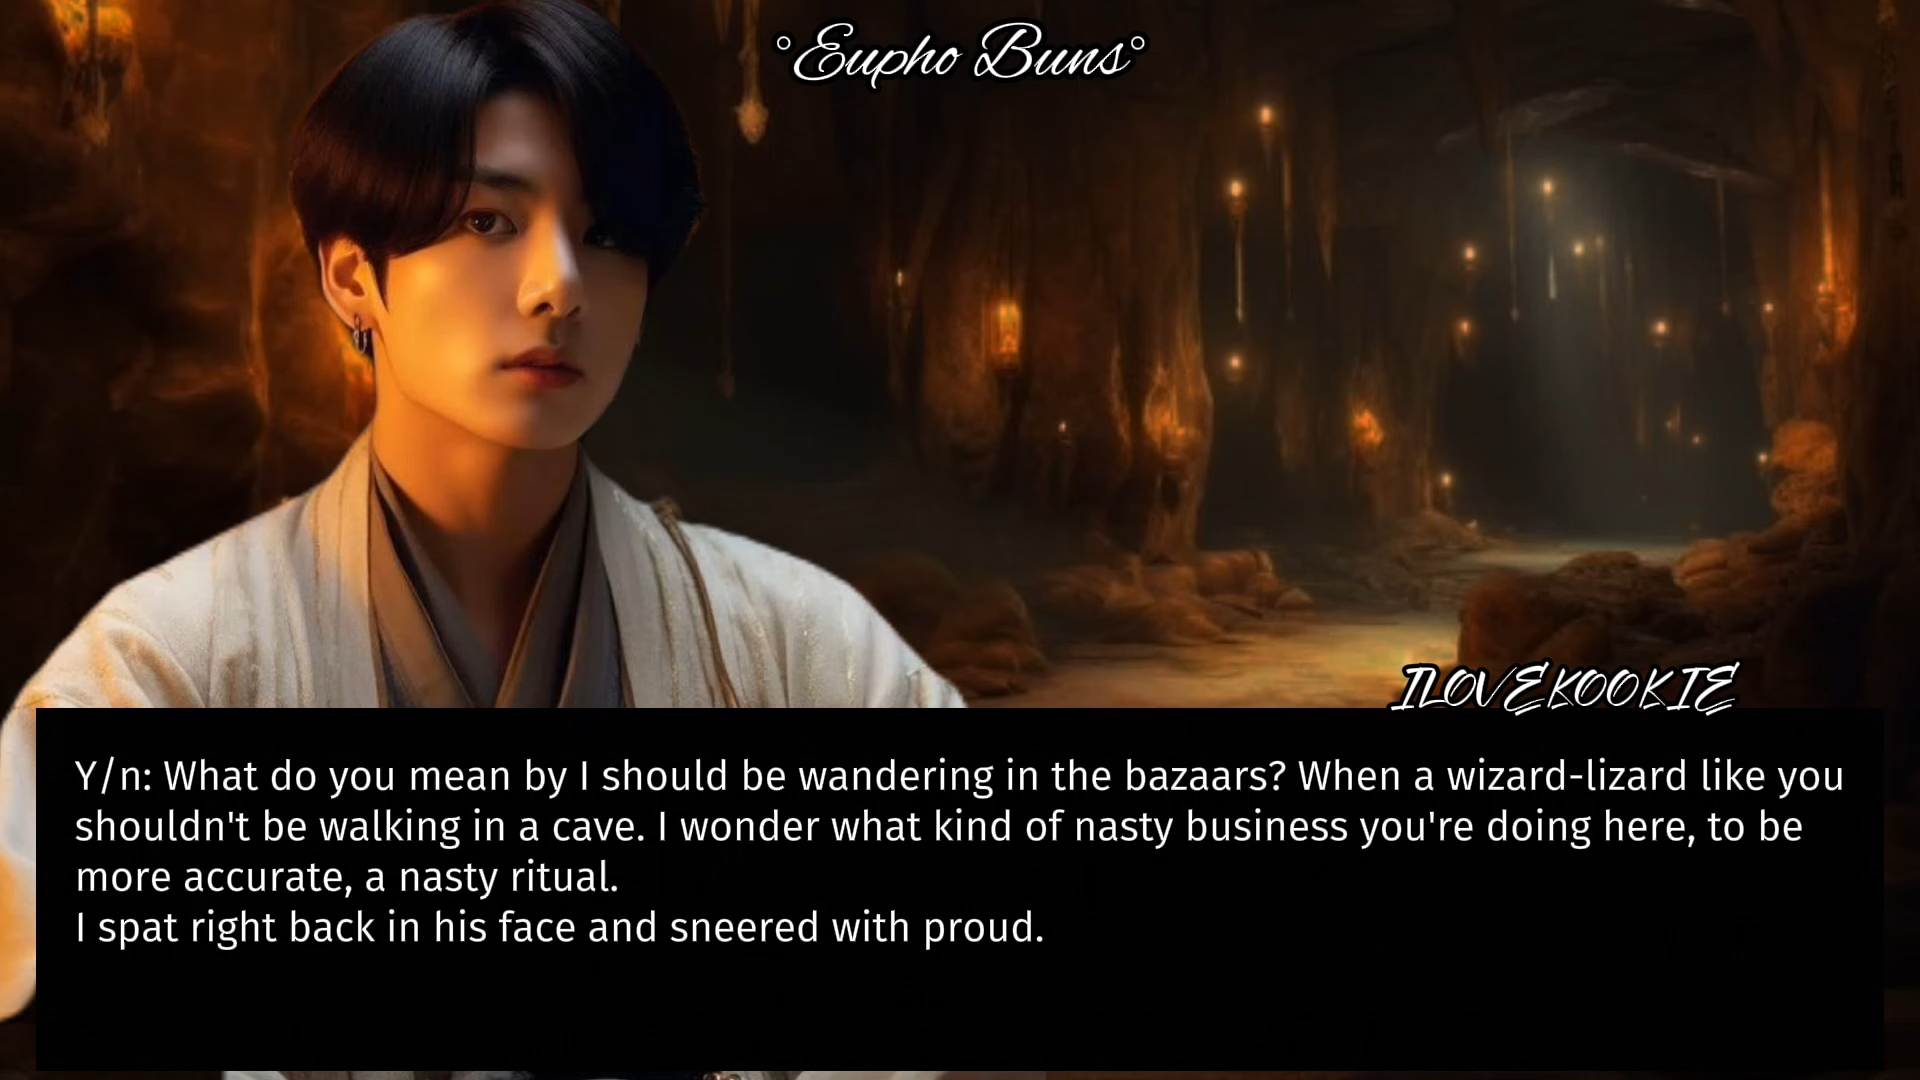 °Eupho Buns°
ILOVEKOOKIE
Y/n: What do you mean by I should be wandering in the bazaars? When a wizard-lizard like you
shouldn't be walking in a cave. I wonder what kind of nasty business you're doing here, to be
more accurate, a nasty ritual.
I spat right back in his face and sneered with proud.